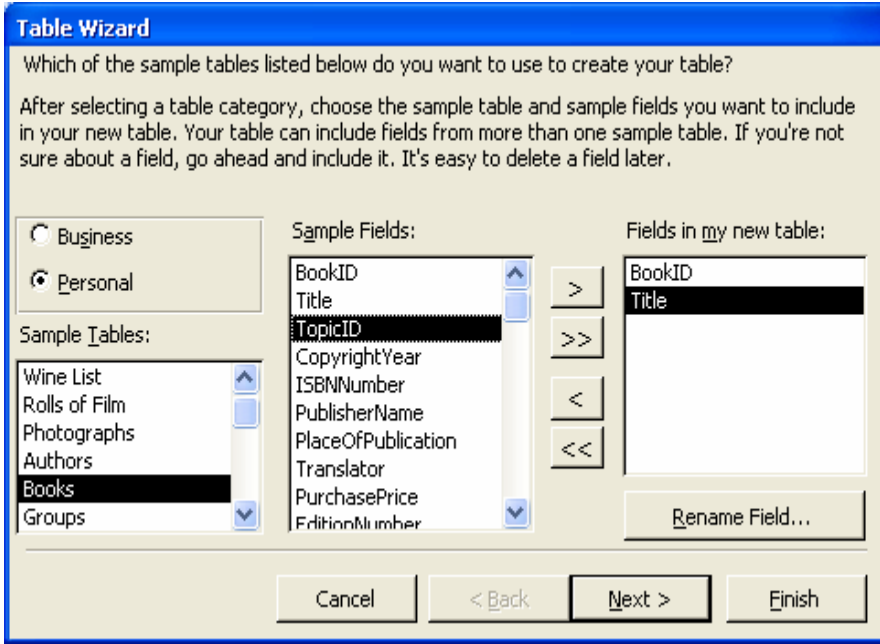 Table Wizard
Which of the sample tables listed below do you want to use to create your table?
After selecting a table category, choose the sample table and sample fields you want to include
in your new table. Your table can include fields from more than one sample table. If you're not
sure about a field, go ahead and include it. It's easy to delete a field later.
Business
Personal
Sample Tables:
Wine List
Rolls of Film
Photographs
Authors
Books
Groups
Sample Fields:
BookID
Title
TopicID
CopyrightYear
ISBNNumber
PublisherName
PlaceOfPublication
Translator
PurchasePrice
EditionNumber
>
>>
<
<<
Fields in my new table:
BookID
Title
Rename Field...
Cancel
< Back
Next >
Finish